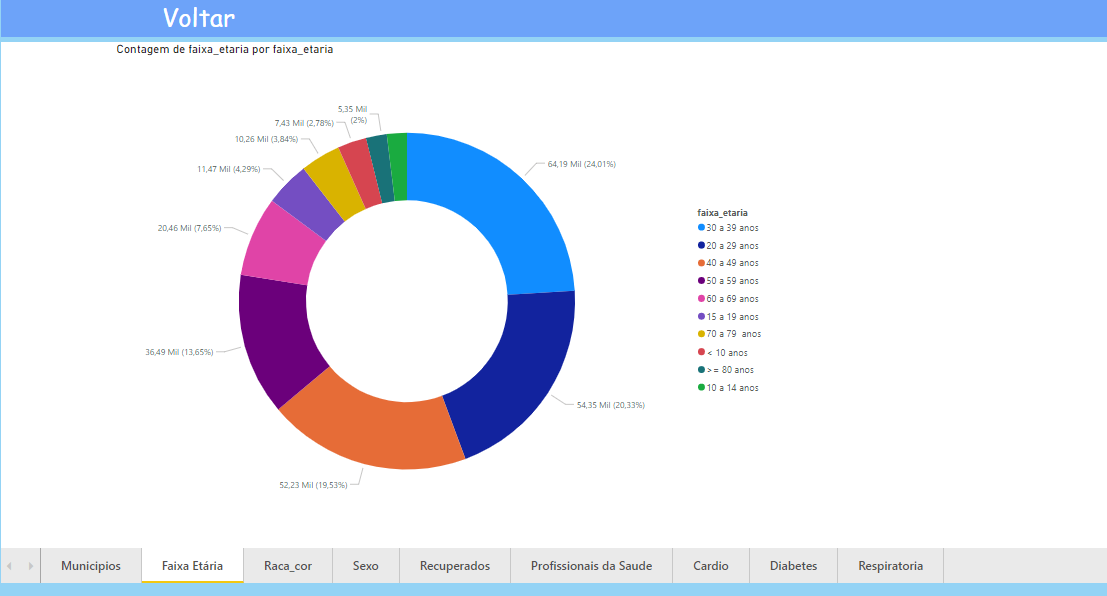 Voltar
Contagem de faixa_etaria por faixa_etaria
5,35 Mil
(2%)
7,43 Mil (2,78%)
10,26 Mil (3,84%)
11,47 Mil (4,29%)
20,46 Mil (7,65%)
36,49 Mil (13,65%)
52,23 Mil (19,53%)
54,35 Mil (20,33%)
64,19 Mil (24,01%)
faixa_etaria
30 a 39 anos
20 a 29 anos
40 a 49 anos
50 a 59 anos
60 a 69 anos
15 a 19 anos
70 a 79 anos
< 10 anos
>= 80 anos
10 a 14 anos
Municipios
Faixa Etária
Raca_cor
Sexo
Recuperados
Profissionais da Saude
Cardio
Diabetes
Respiratoria